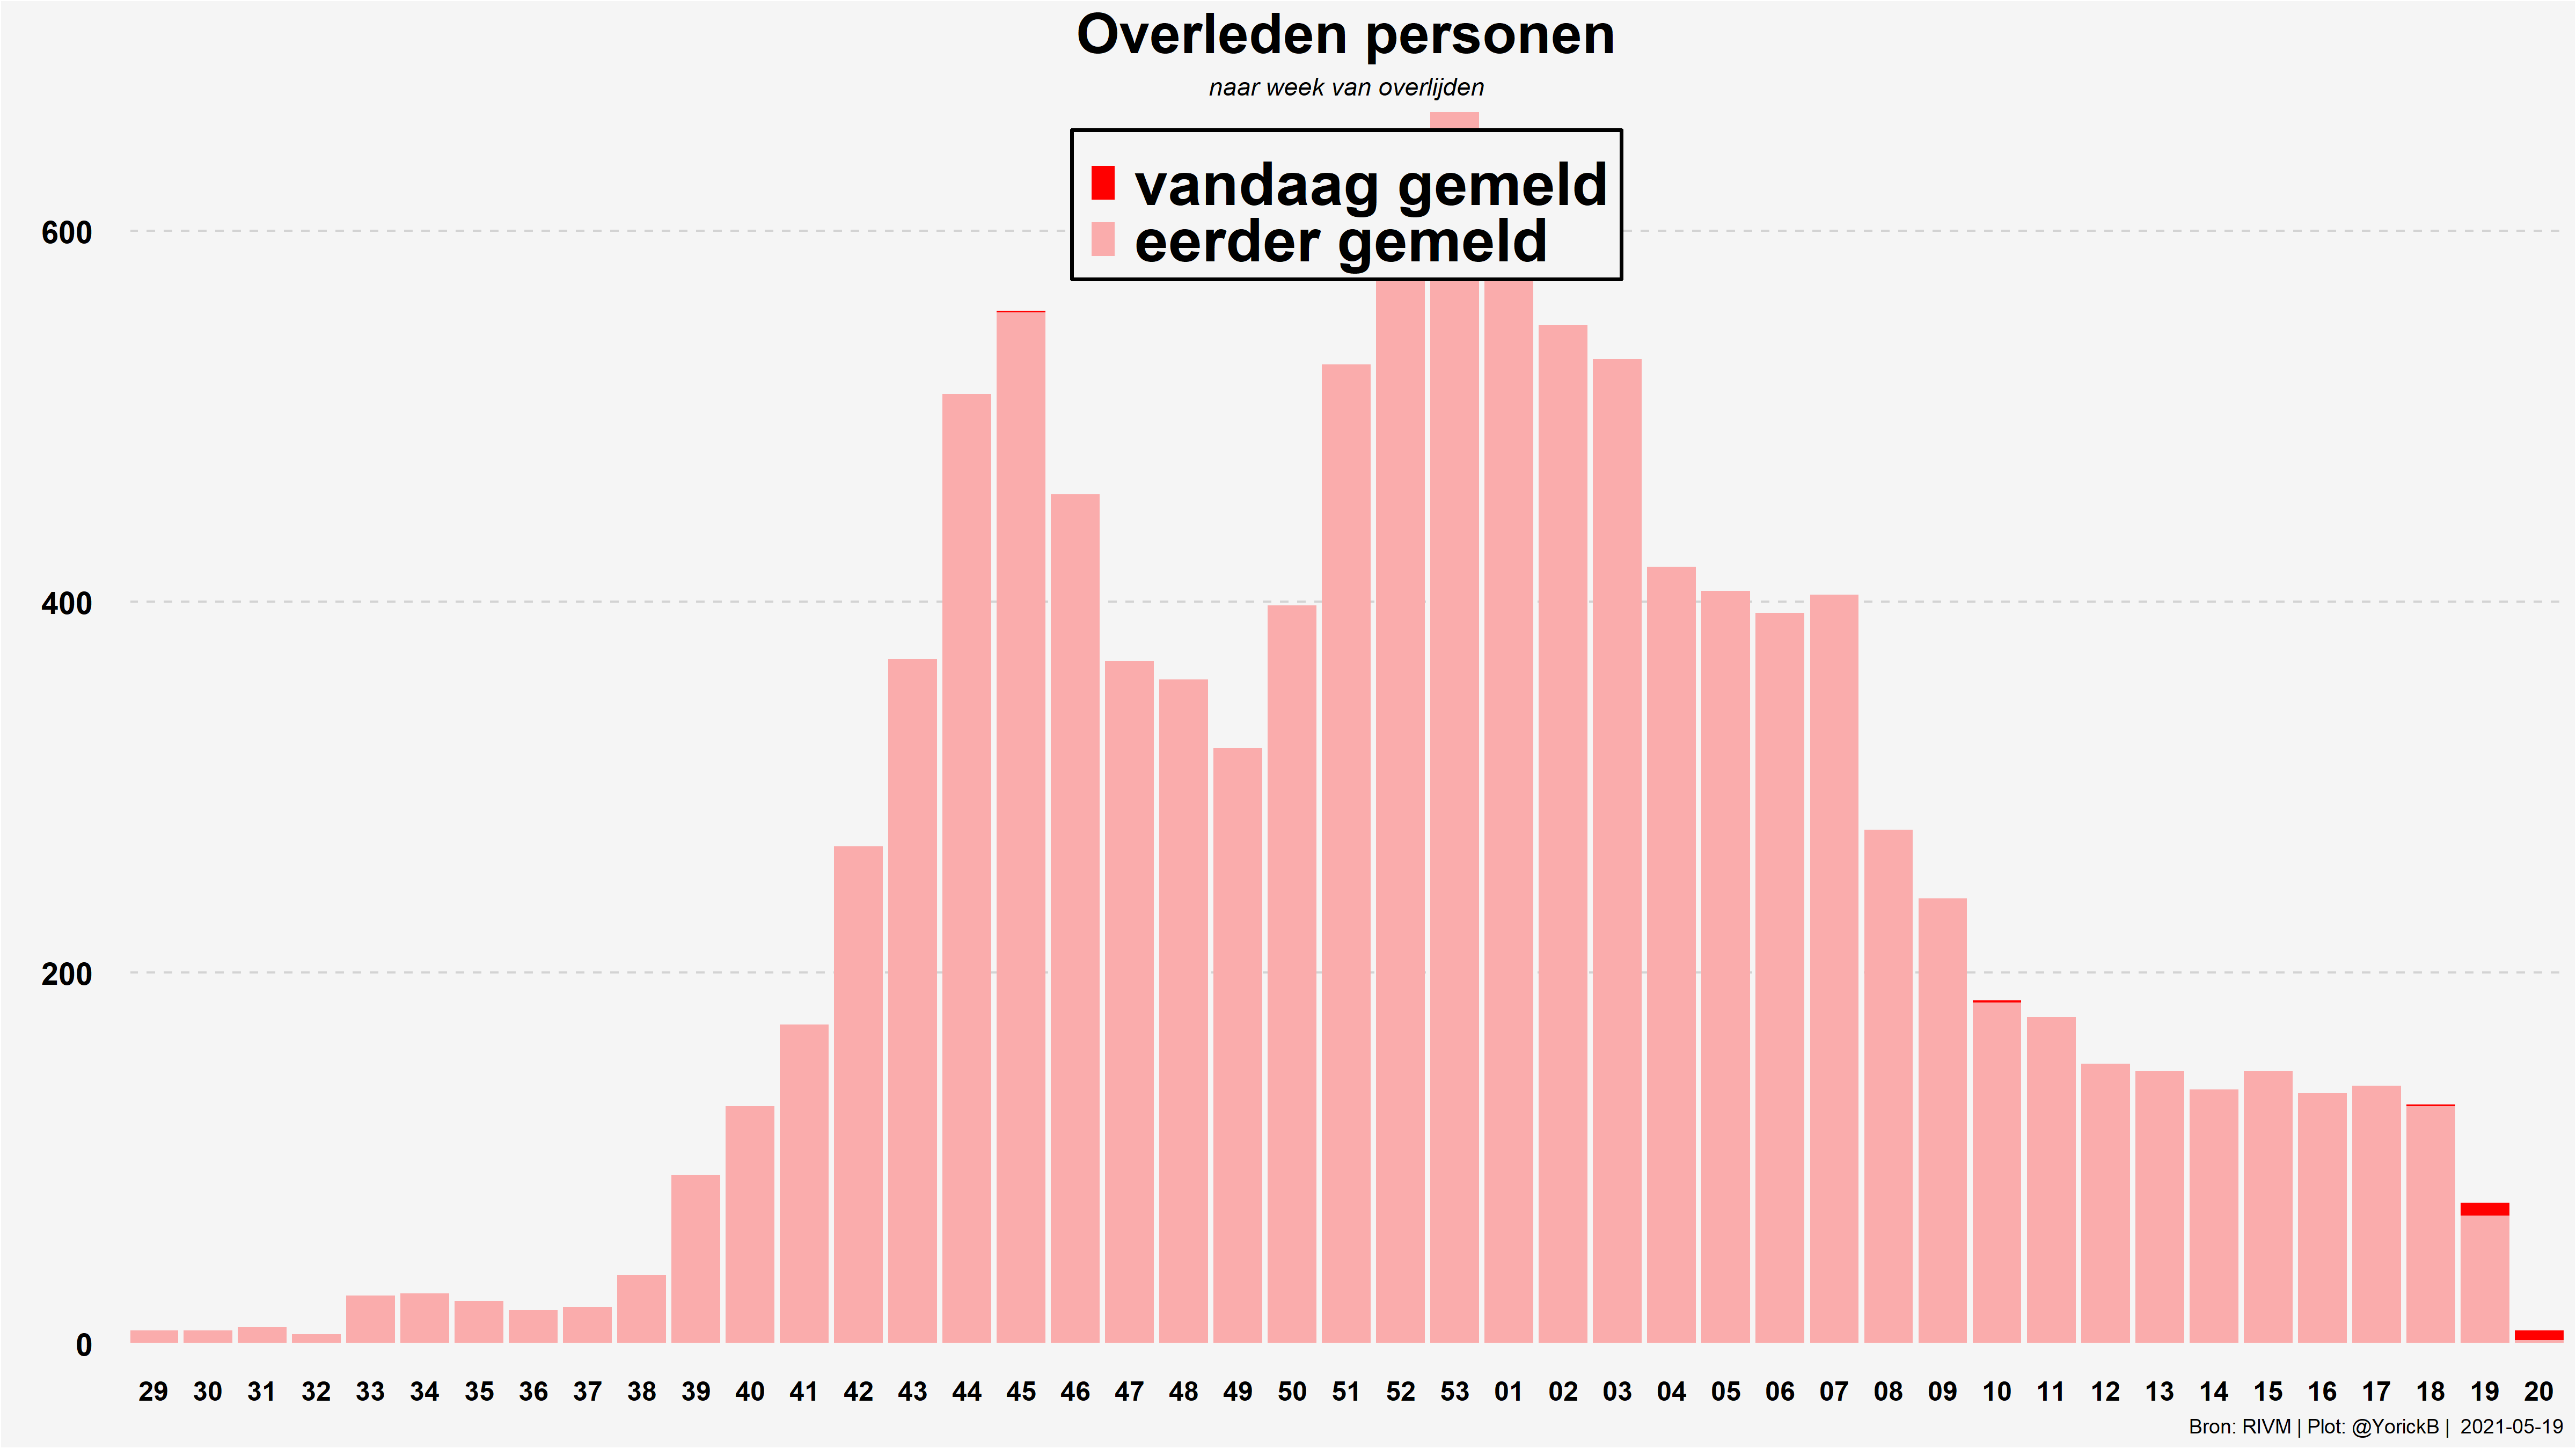 Overleden personen
naar week van overlijden
vandaag gemeld
eerder gemeld
600
400
200
0
29 30 31 32 33 34 35 36 37 38 39 40 41 42 43 44 45 46 47 48 49 50 51 52 53 01 02 03 04 05 06 07 08 09 10 11 12 13 14 15 16 17 18 19 20
Bron: RIVM | Plot: @YorickB | 2021-05-19